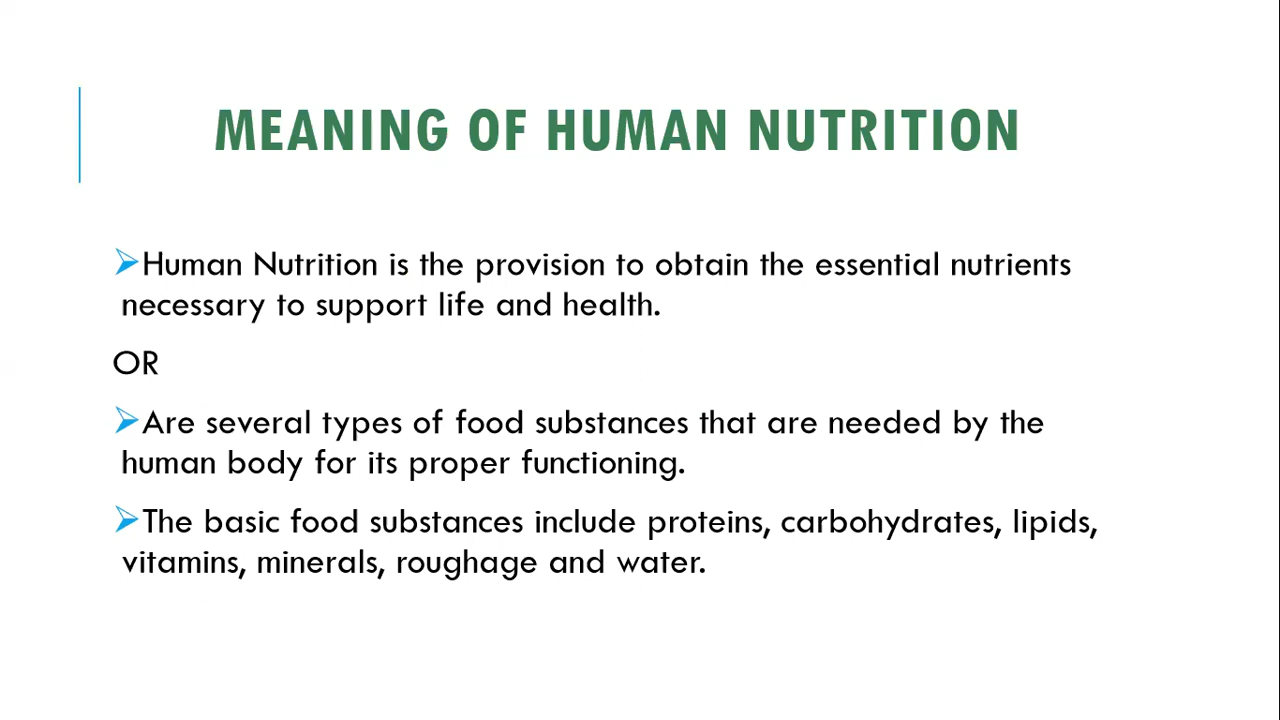 MEANING OF HUMAN NUTRITION
➢Human Nutrition is the provision to obtain the essential nutrients
necessary to support life and health.
OR
➢Are several types of food substances that are needed by the
human body for its proper functioning.
➢The basic food substances include proteins, carbohydrates, lipids,
vitamins, minerals, roughage and water.